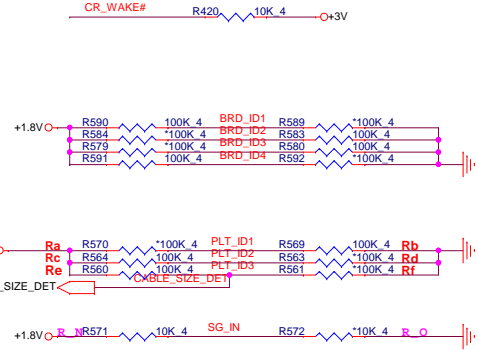 CR_WAKE# R420 10K_4 +3V
R590 100K_4 BRD_ID1 R589 *100K_4
+1.8V R584 *100K_4 BRD_ID2 R583 100K_4
R579 *100K_4 BRD_ID3 R580 100K_4
R591 100K_4 BRD_ID4 R592 *100K_4
Ra R570 *100K_4 PLT_ID1 R569 100K_4 Rb
Rc R564 100K_4 PLT_ID2 R563 *100K_4 Rd
Re R560 *100K_4 PLT_ID3 R561 *100K_4 Rf
_SIZE_DET CABLE_SIZE_DET
+1.8V R_N R571 10K_4 SG_IN R572 *10K_4 R_O